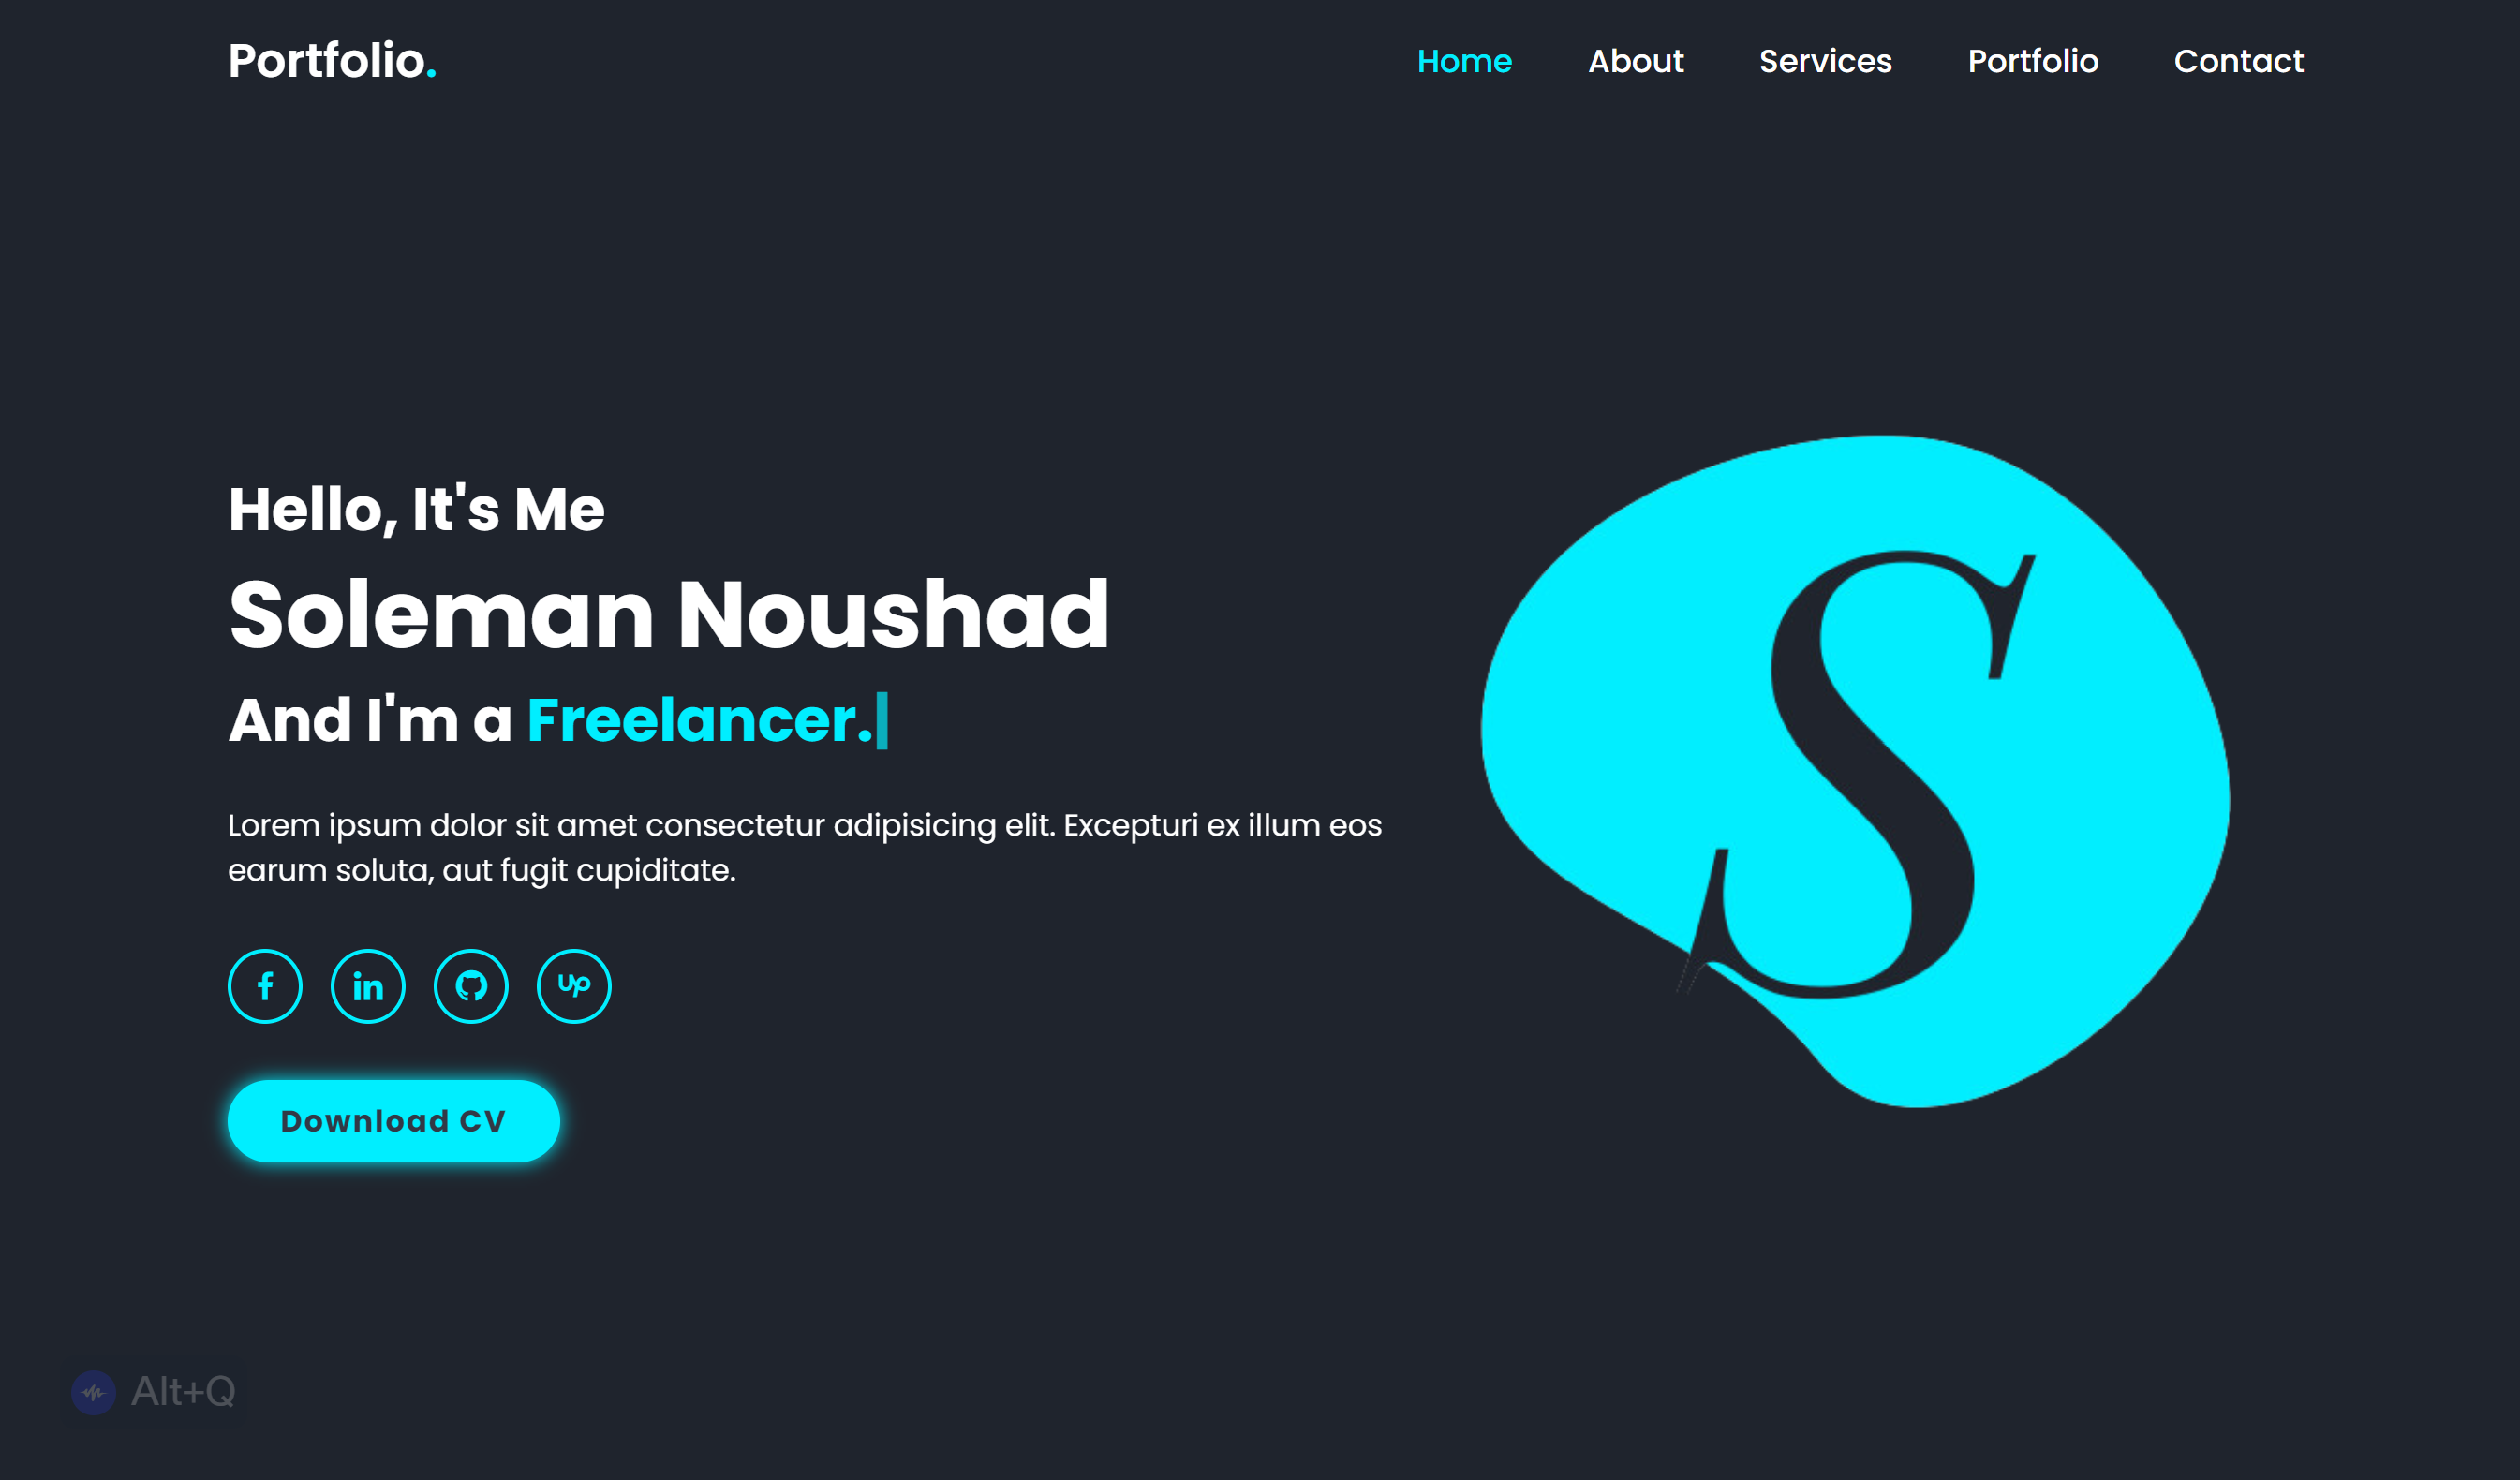 Portfolio.
Home About Services Portfolio Contact
Hello, It's Me
Soleman Noushad
And I'm a Freelancer.
Lorem ipsum dolor sit amet consectetur adipisicing elit. Excepturi ex illum eos
earum soluta, aut fugit cupiditate.
S
f in up
Download CV
Alt+Q